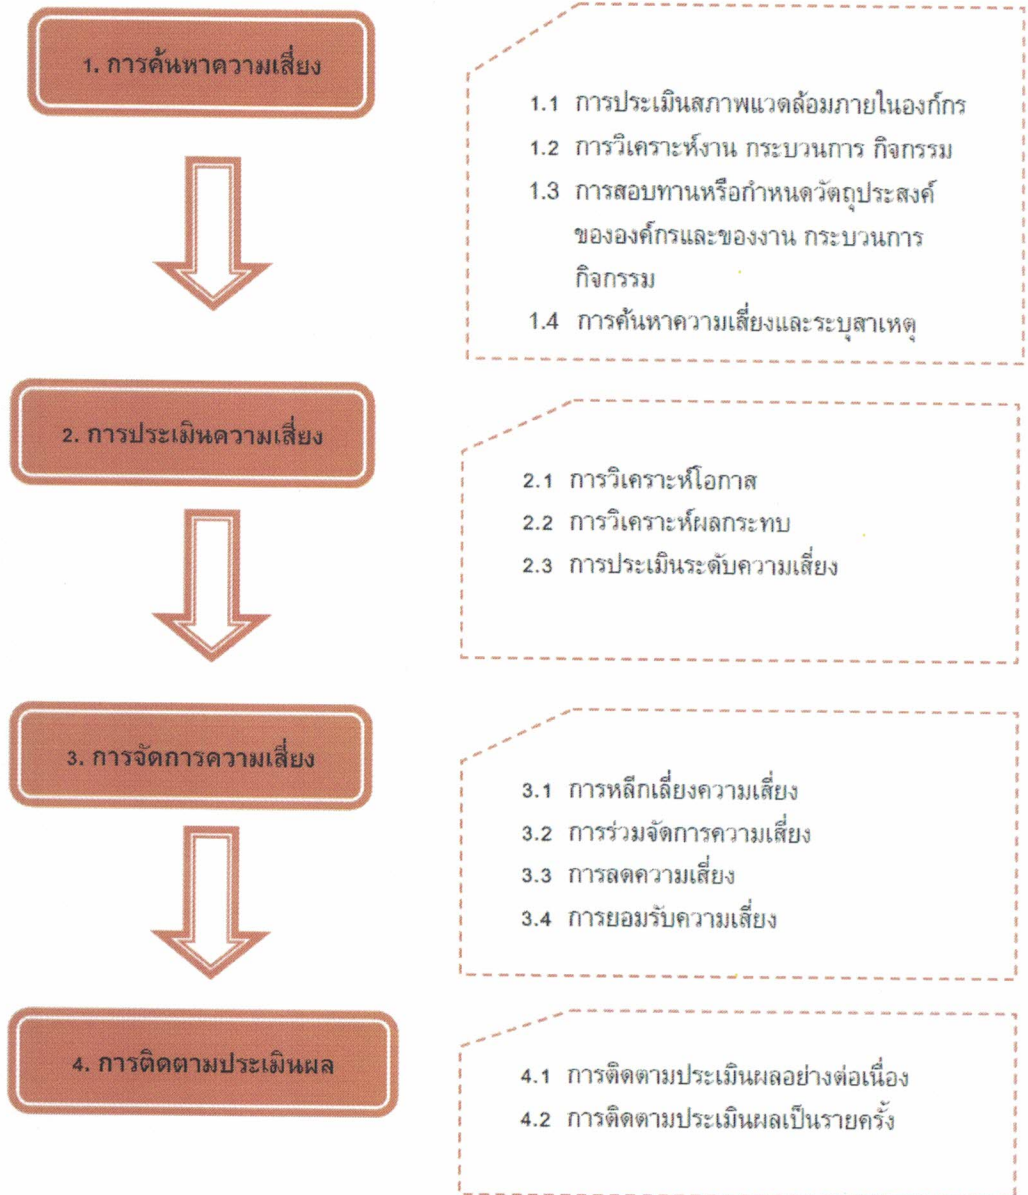 1. การค้นหาความเสี่ยง
1.1 การประเมินสภาพแวดล้อมภายในองค์กร
1.2 การวิเคราะห์งาน กระบวนการ กิจกรรม
1.3 การสอบทานหรือกำหนดวัตถุประสงค์
ขององค์กรและของงาน กระบวนการ
กิจกรรม
1.4 การค้นหาความเสี่ยงและระบุสาเหตุ
2. การประเมินความเสี่ยง
2.1 การวิเคราะห์โอกาส
2.2 การวิเคราะห์ผลกระทบ
2.3 การประเมินระดับความเสี่ยง
3. การจัดการความเสี่ยง
3.1 การหลีกเลี่ยงความเสี่ยง
3.2 การร่วมจัดการความเสี่ยง
3.3 การลดความเสี่ยง
3.4 การยอมรับความเสี่ยง
4. การติดตามประเมินผล
4.1 การติดตามประเมินผลอย่างต่อเนื่อง
4.2 การติดตามประเมินผลเป็นรายครั้ง